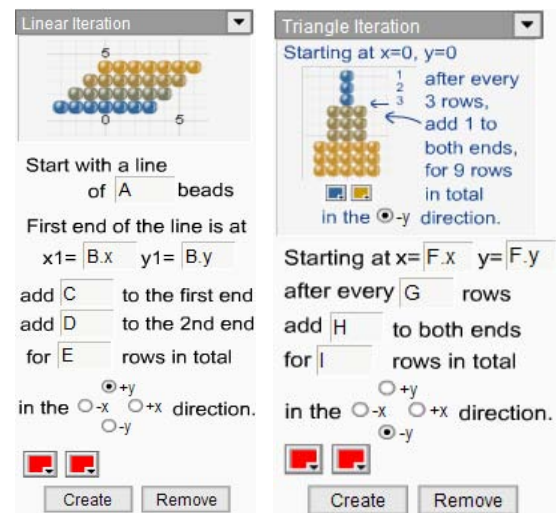 Linear Iteration
5
0
5
Start with a line
of A beads
First end of the line is at
x1= B.x y1= B.y
add C to the first end
add D to the 2nd end
for E rows in total
+y
in the -x +x direction.
-y
Create Remove
Triangle Iteration
Starting at x=0, y=0
1
2
3
after every
3 rows,
add 1 to
both ends,
for 9 rows
in total
in the -y direction.
Starting at x= F.x y= F.y
after every G rows
add H to both ends
for I rows in total
+y
in the -x +x direction.
-y
Create Remove